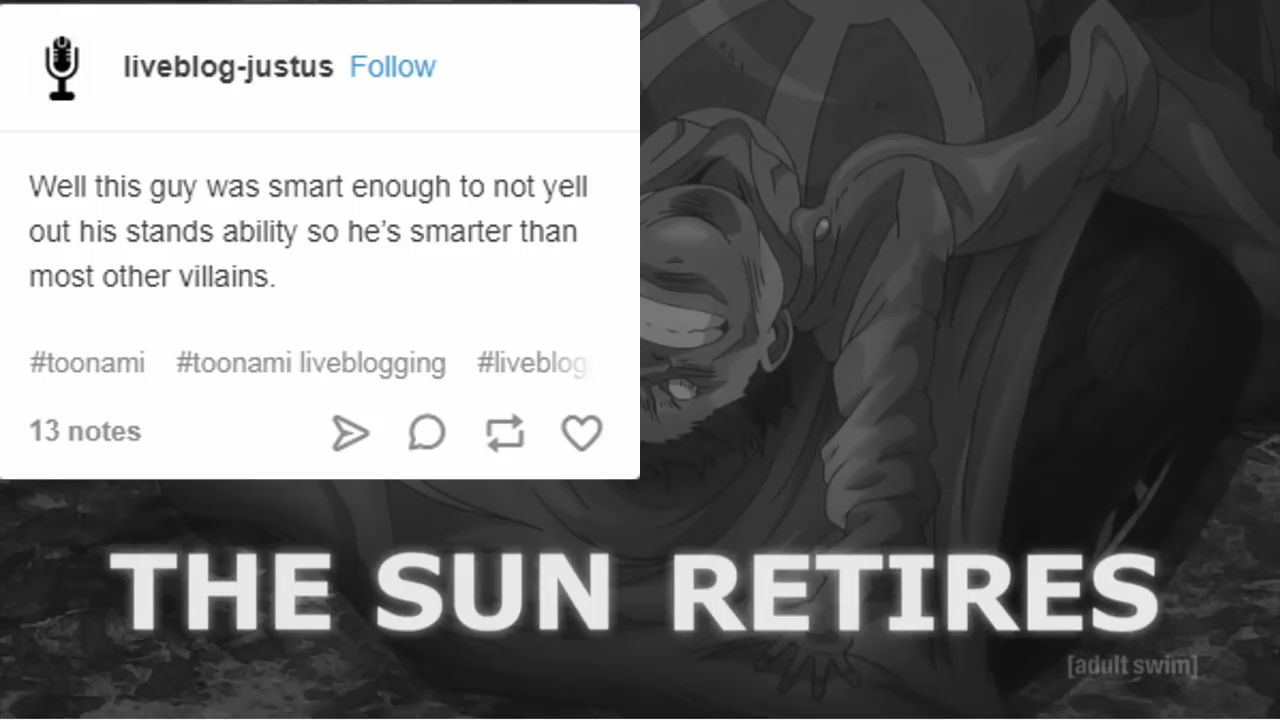 liveblog-justus Follow
Well this guy was smart enough to not yell
out his stands ability so he's smarter than
most other villains.
#toonami #toonami liveblogging #liveblog
13 notes
THE SUN RETIRES
[adult swim]